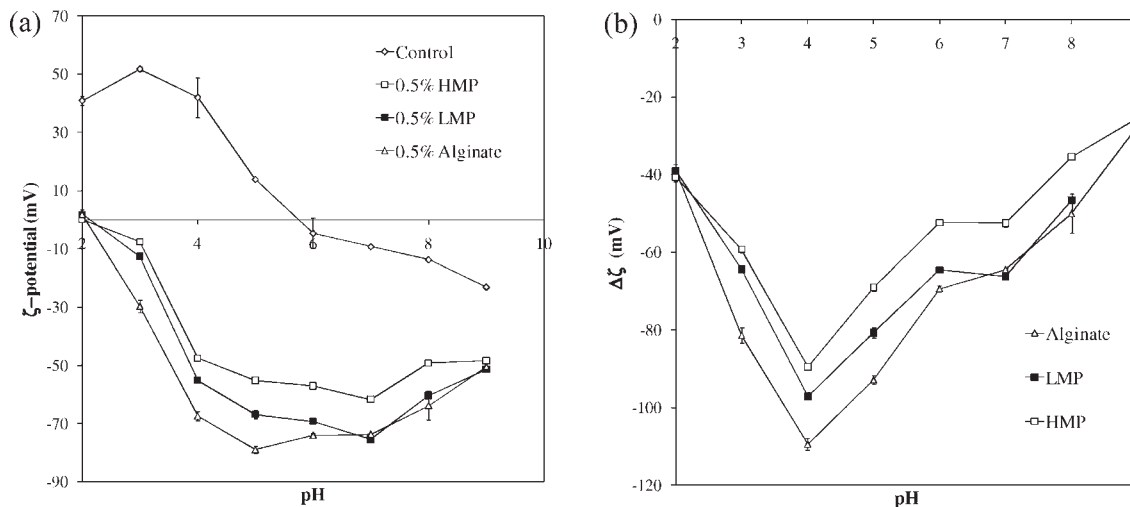 (a)
70
50
30
10
-10
-30
-50
-70
-90
ζ-potential (mV)
2
4
6
8
10
pH
Control
0.5% HMP
0.5% LMP
0.5% Alginate
(b)
0
-20
-40
-60
-80
-100
-120
Δζ (mV)
2
3
4
5
6
7
8
pH
Alginate
LMP
HMP